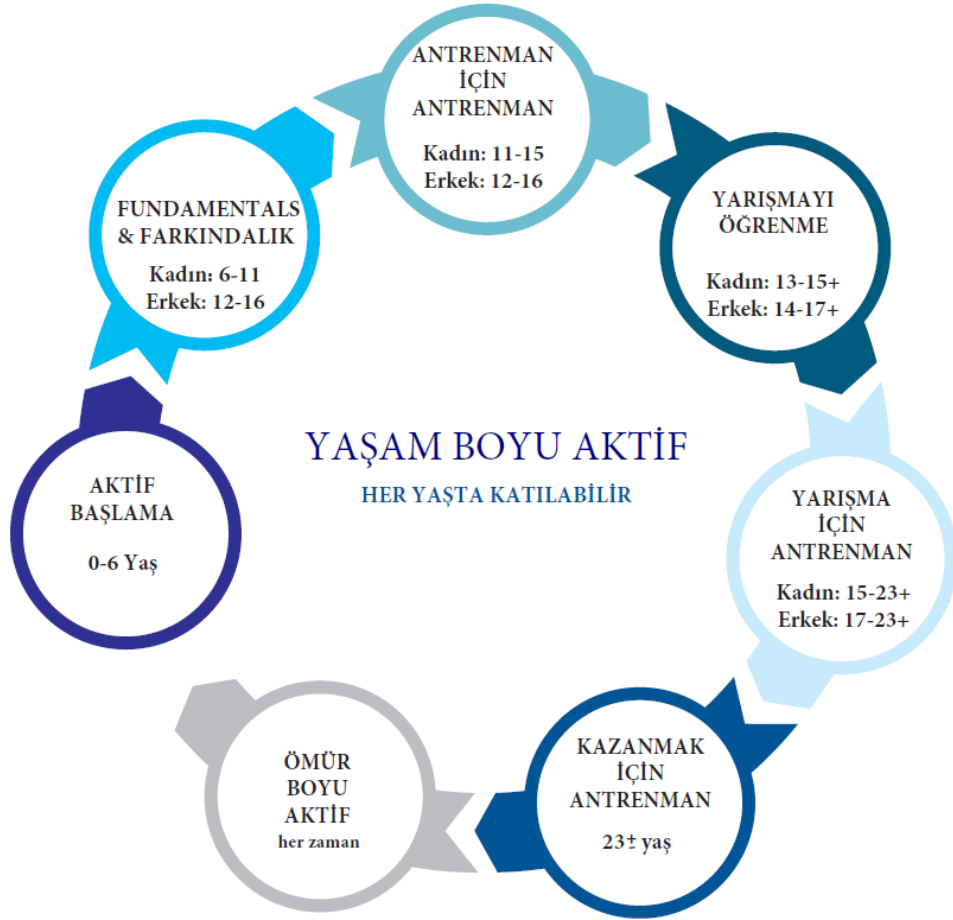 AKTİF
BAŞLAMA
0-6 Yaş
FUNDAMENTALS
& FARKINDALIK
Kadın: 6-11
Erkek: 12-16
ANTRENMAN
İÇİN
ANTRENMAN
Kadın: 11-15
Erkek: 12-16
YARIŞMAYI
ÖĞRENME
Kadın: 13-15+
Erkek: 14-17+
YARIŞMA
İÇİN
ANTRENMAN
Kadın: 15-23+
Erkek: 17-23+
KAZANMAK
İÇİN
ANTRENMAN
23± yaş
ÖMÜR
BOYU
AKTİF
her zaman
YAŞAM BOYU AKTİF
HER YAŞTA KATILABİLİR